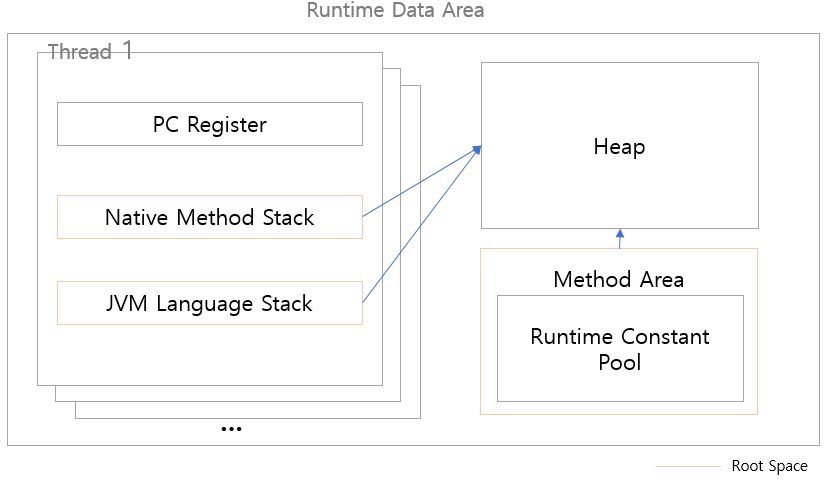 Runtime Data Area
Thread 1
PC Register
Native Method Stack
JVM Language Stack
...
Heap
Method Area
Runtime Constant
Pool
Root Space